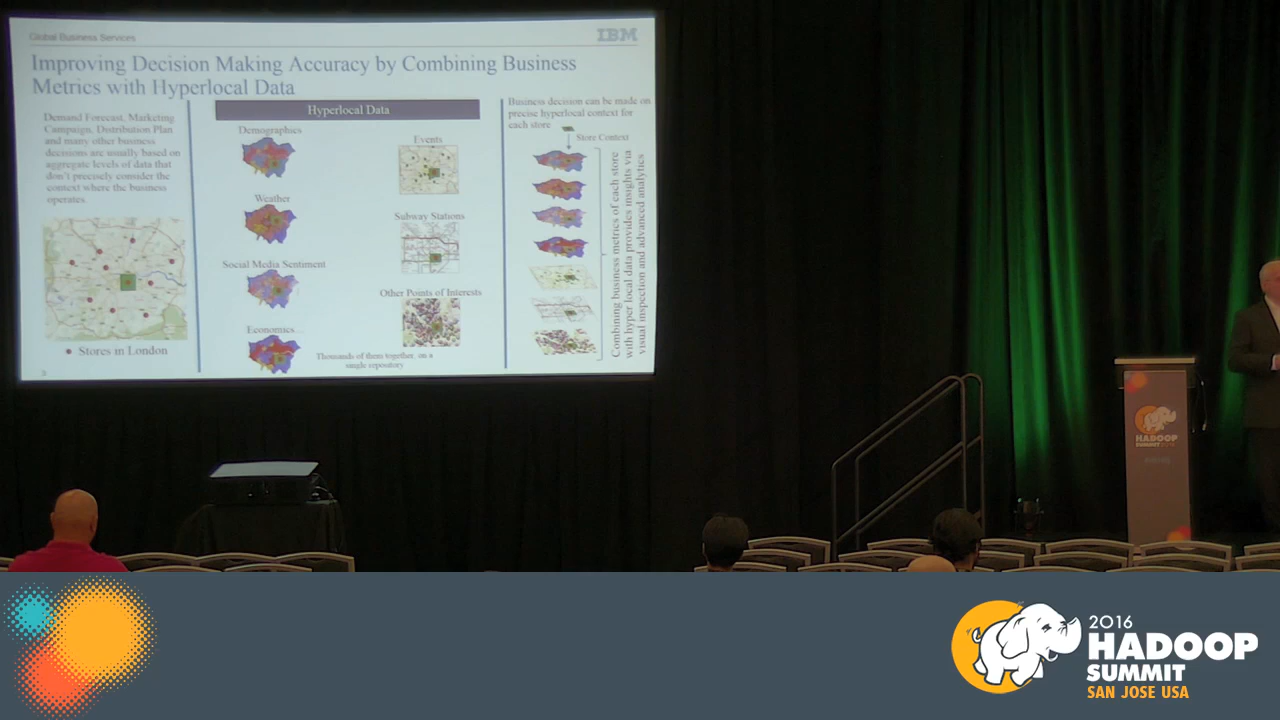 Global Business Services
IBM
Improving Decision Making Accuracy by Combining Business
Metrics with Hyperlocal Data
Demand Forecast, Marketing
Campaign, Distribution Plan
and many other business
decisions are usually based on
aggregate levels of data that
don't precisely consider the
context where the business
operates.
Stores in London
3
Hyperlocal Data
Demographics
Events
Weather
Subway Stations
Social Media Sentiment
Other Points of Interests
Economics...
Thousands of them together, on a
single repository
Business decision can be made on
precise hyperlocal context for
each store
Store Context
Combining business metrics of each store
with hyper local data provides insights via
visual inspection and advanced analytics
HADOOP
SUMMIT
2016
HADOOP
SUMMIT
SAN JOSE USA